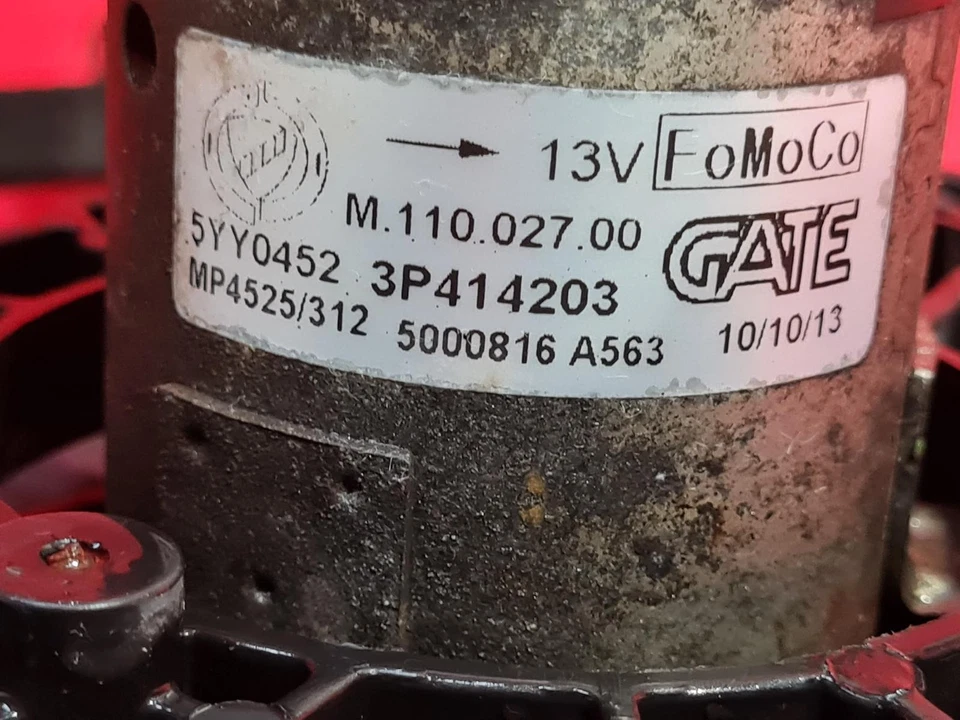 13V FoMoCo
M.110.027.00 GATE
5YY0452 3P414203
MP4525/312 5000816 A563 10/10/13